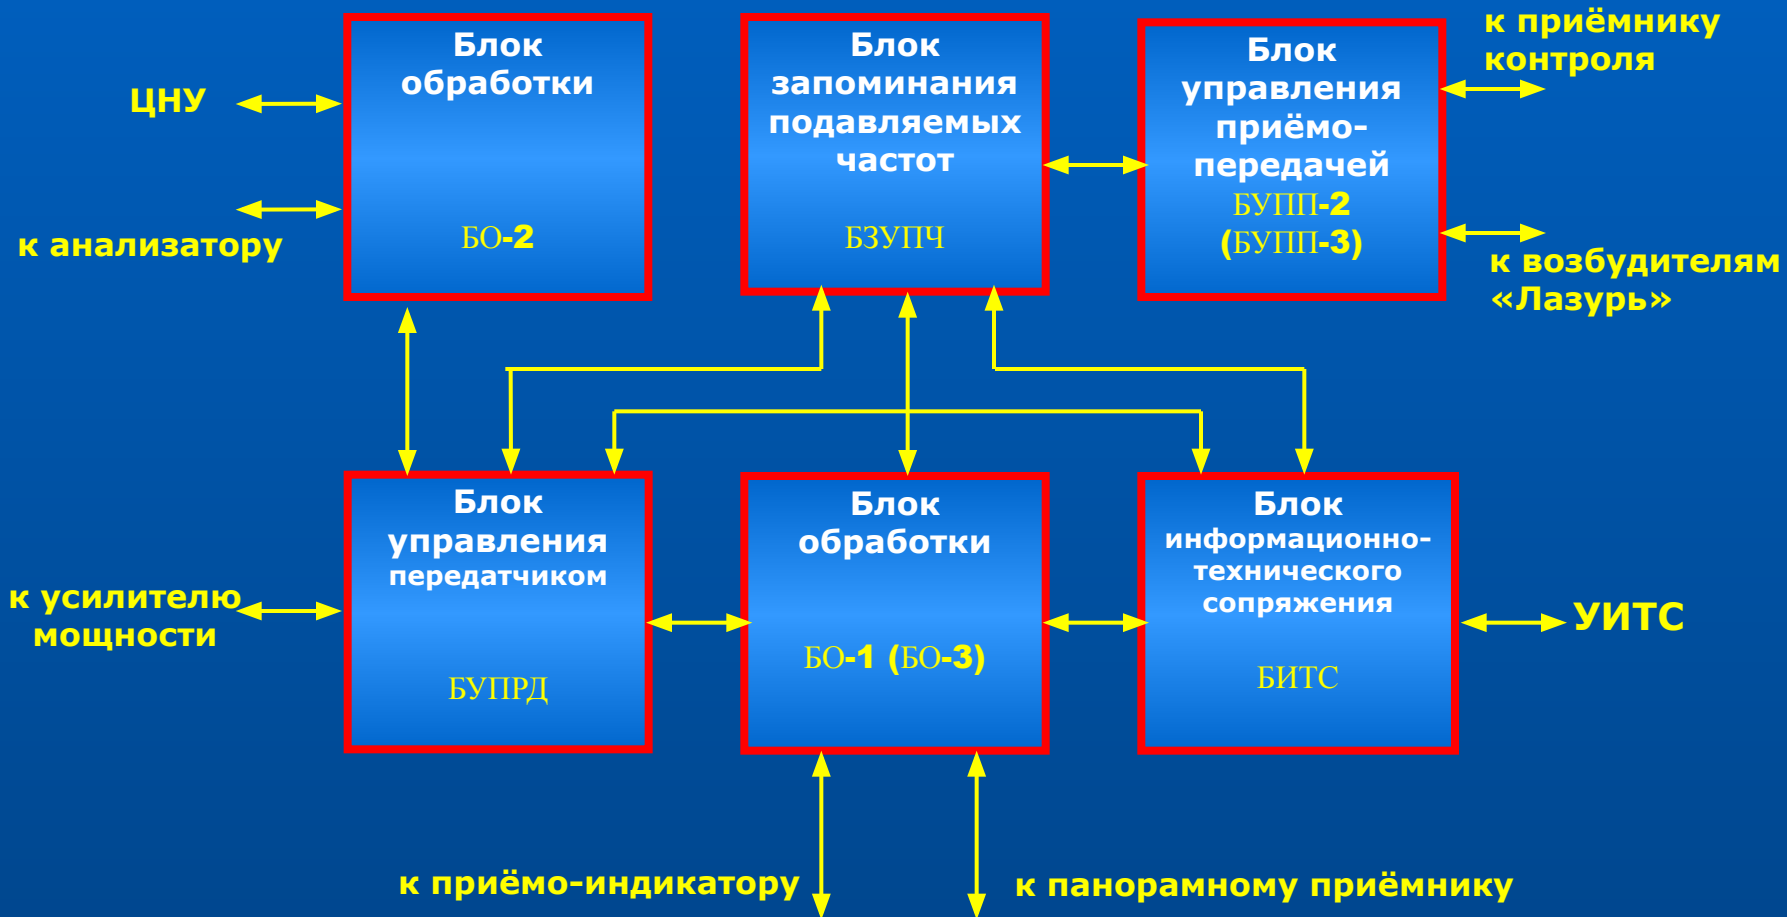 ЦНУ
к анализатору
Блок
обработки
БО-2
Блок
запоминания
подавляемых
частот
БЗУПЧ
Блок
управления
приёмо-
передачей
БУПП-2
(БУПП-3)
к приёмнику
контроля
к возбудителям
«Лазурь»
к усилителю
мощности
Блок
управления
передатчиком
БУПРД
Блок
обработки
БО-1 (БО-3)
Блок
информационно-
технического
сопряжения
БИТС
УИТС
к приёмо-индикатору
к панорамному приёмнику